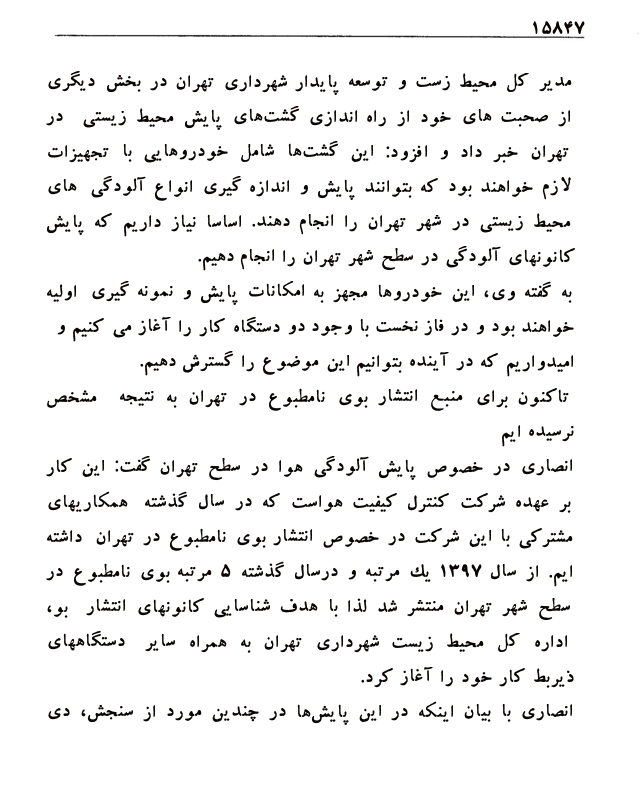 ۱۵۸۴۷
مدیر کل محیط زست و توسعه پایدار شهرداری تهران در بخش دیگری
از صحبت های خود از راه اندازی گشت‌های پایش محیط زیستی در
تهران خبر داد و افزود: این گشت‌ها شامل خودروهایی با تجهیزات
لازم خواهند بود که بتوانند پایش و اندازه گیری انواع آلودگی های
محیط زیستی در شهر تهران را انجام دهند. اساسا نیاز داریم که پایش
کانونهای آلودگی در سطح شهر تهران را انجام دهیم.
به گفته وی، این خودروها مجهز به امکانات پایش و نمونه گیری اولیه
خواهند بود و در فاز نخست با وجود دو دستگاه کار را آغاز می کنیم و
امیدواریم که در آینده بتوانیم این موضوع را گسترش دهیم.
تاکنون برای منبع انتشار بوی نامطبوع در تهران به نتیجه مشخص
نرسیده ایم
انصاری در خصوص پایش آلودگی هوا در سطح تهران گفت: این کار
بر عهده شرکت کنترل کیفیت هواست که در سال گذشته همکاریهای
مشترکی با این شرکت در خصوص انتشار بوی نامطبوع در تهران داشته
ایم. از سال ۱۳۹۷ یك مرتبه و درسال گذشته ۵ مرتبه بوی نامطبوع در
سطح شهر تهران منتشر شد لذا با هدف شناسایی کانونهای انتشار بو،
اداره کل محیط زیست شهرداری تهران به همراه سایر دستگاههای
ذیربط کار خود را آغاز کرد.
انصاری با بیان اینکه در این پایش‌ها در چندین مورد از سنجش، دی